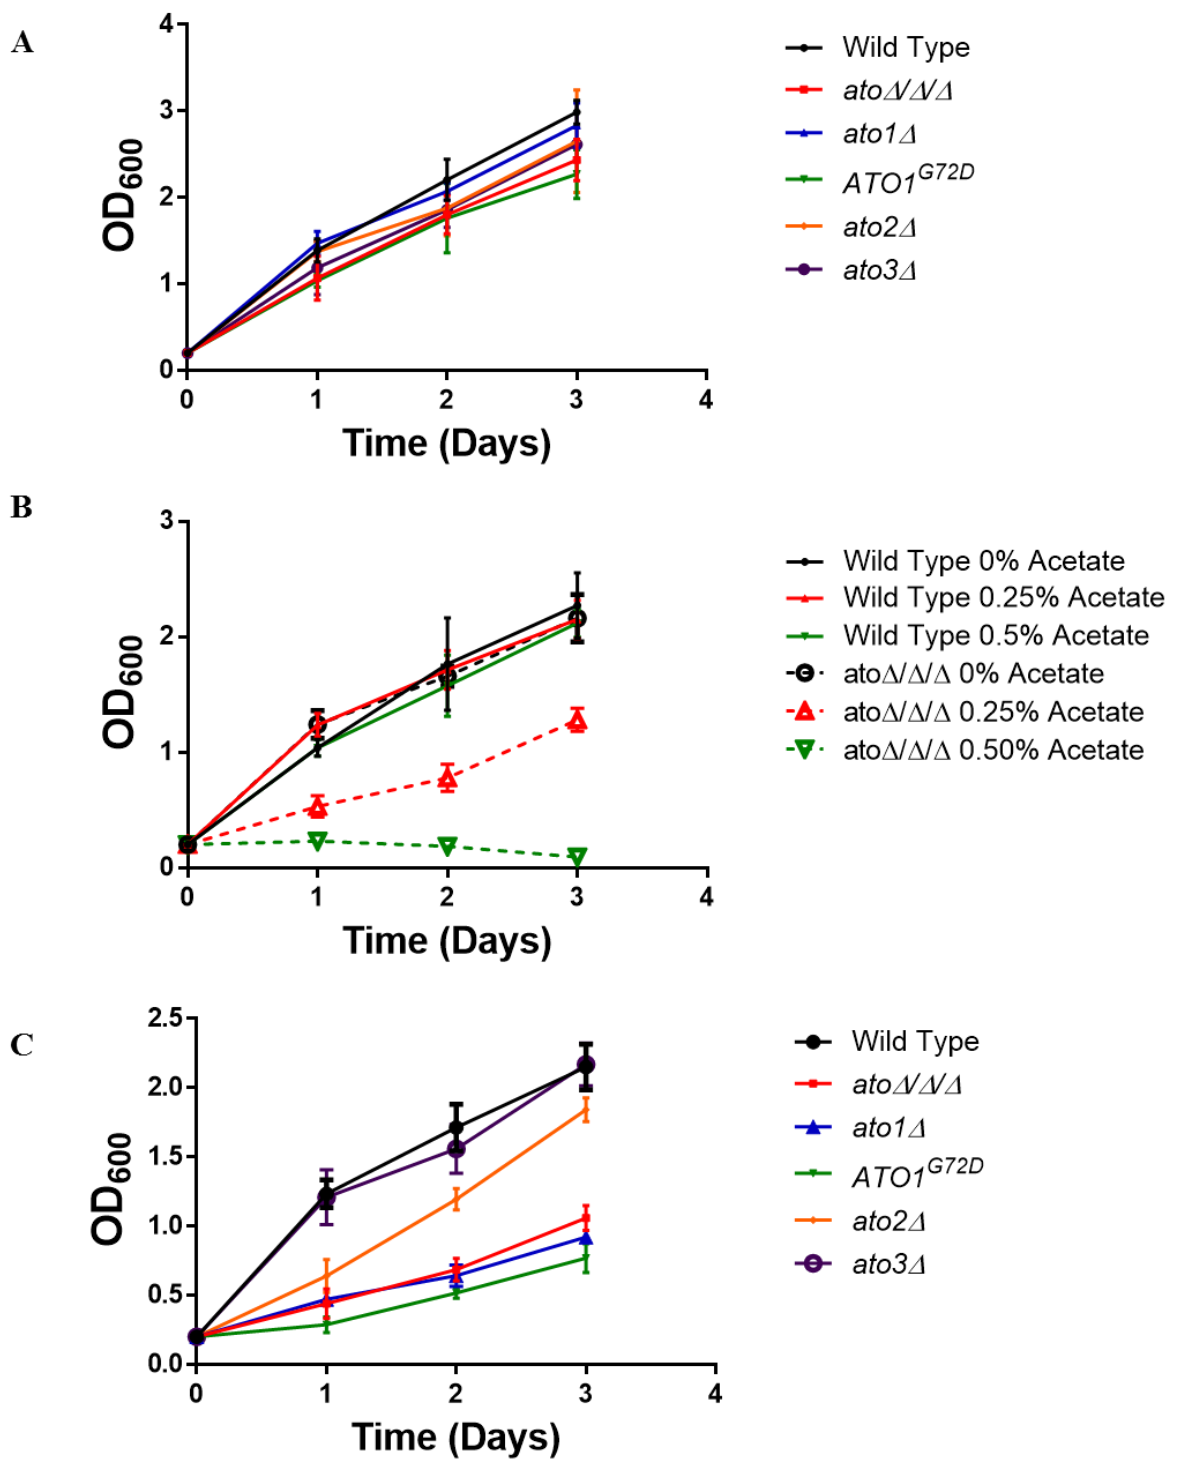 A
4
3
2
1
0
OD600
0 1 2 3 4
Time (Days)
Wild Type
atoΔ/Δ/Δ
ato1Δ
ATO1G72D
ato2Δ
ato3Δ
B
3
2
1
0
OD600
0 1 2 3 4
Time (Days)
Wild Type 0% Acetate
Wild Type 0.25% Acetate
Wild Type 0.5% Acetate
atoΔ/Δ/Δ 0% Acetate
atoΔ/Δ/Δ 0.25% Acetate
atoΔ/Δ/Δ 0.50% Acetate
C
2.5
2.0
1.5
1.0
0.5
0.0
OD600
0 1 2 3 4
Time (Days)
Wild Type
atoΔ/Δ/Δ
ato1Δ
ATO1G72D
ato2Δ
ato3Δ